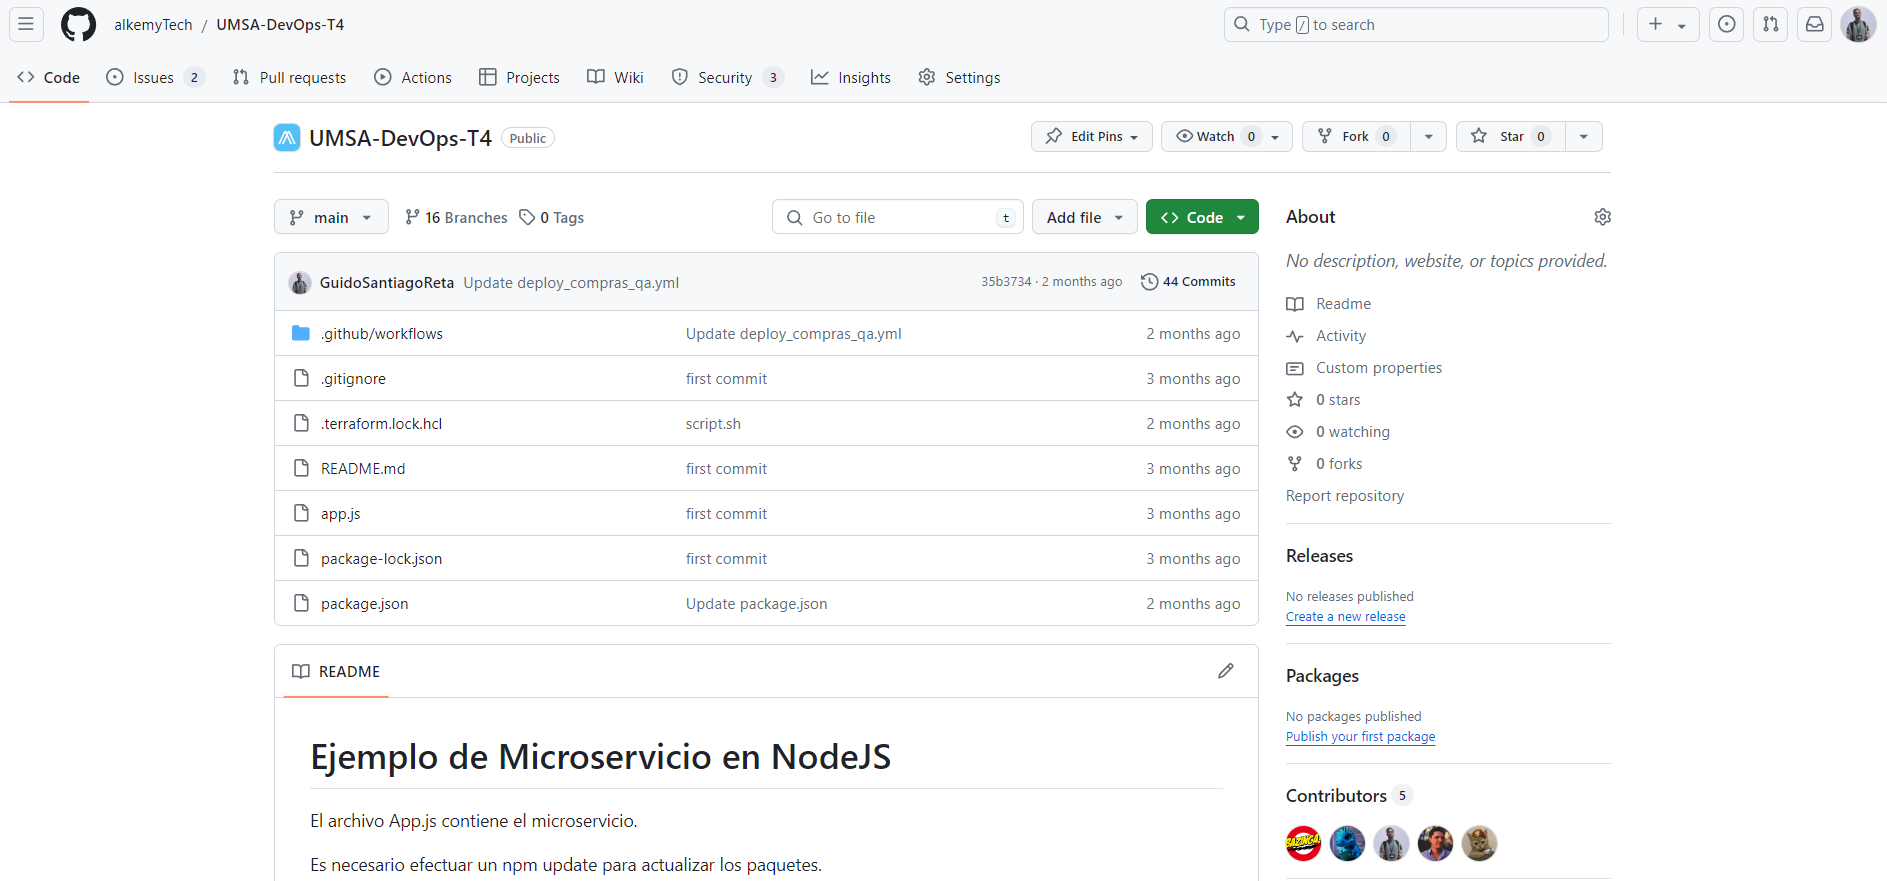 alkemyTech / UMSA-DevOps-T4
Type / to search
Code
Issues 2
Pull requests
Actions
Projects
Wiki
Security 3
Insights
Settings
UMSA-DevOps-T4 Public
Edit Pins
Watch 0
Fork 0
Star 0
main
16 Branches
0 Tags
Go to file t
Add file
Code
GuidoSantiagoReta Update deploy_compras_qa.yml 35b3734 · 2 months ago 44 Commits
.github/workflows Update deploy_compras_qa.yml 2 months ago
.gitignore first commit 3 months ago
.terraform.lock.hcl script.sh 2 months ago
README.md first commit 3 months ago
app.js first commit 3 months ago
package-lock.json first commit 3 months ago
package.json Update package.json 2 months ago
README
Ejemplo de Microservicio en NodeJS
El archivo App.js contiene el microservicio.
Es necesario efectuar un npm update para actualizar los paquetes.
About
No description, website, or topics provided.
Readme
Activity
Custom properties
0 stars
0 watching
0 forks
Report repository
Releases
No releases published
Create a new release
Packages
No packages published
Publish your first package
Contributors 5
BAZINGA!